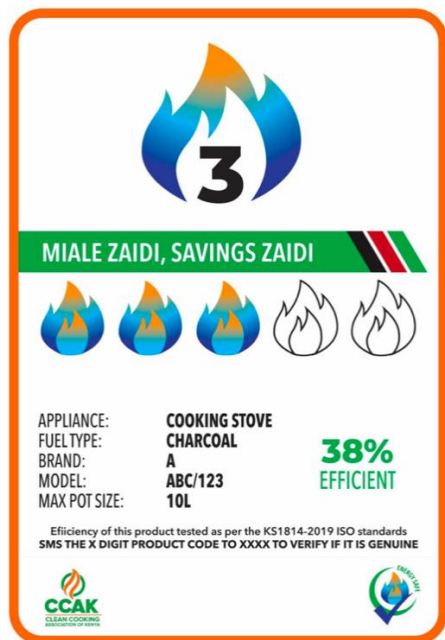 3
MIALE ZAIDI, SAVINGS ZAIDI
APPLIANCE: COOKING STOVE
FUEL TYPE: CHARCOAL
BRAND: A
MODEL: ABC/123
MAX POT SIZE: 10L
38%
EFFICIENT
Efiiciency of this product tested as per the KS1814-2019 ISO standards
SMS THE X DIGIT PRODUCT CODE TO XXXX TO VERIFY IF IT IS GENUINE
CCAK
CLEAN COOKING
ASSOCIATION OF KENYA
ENERGY SAFE